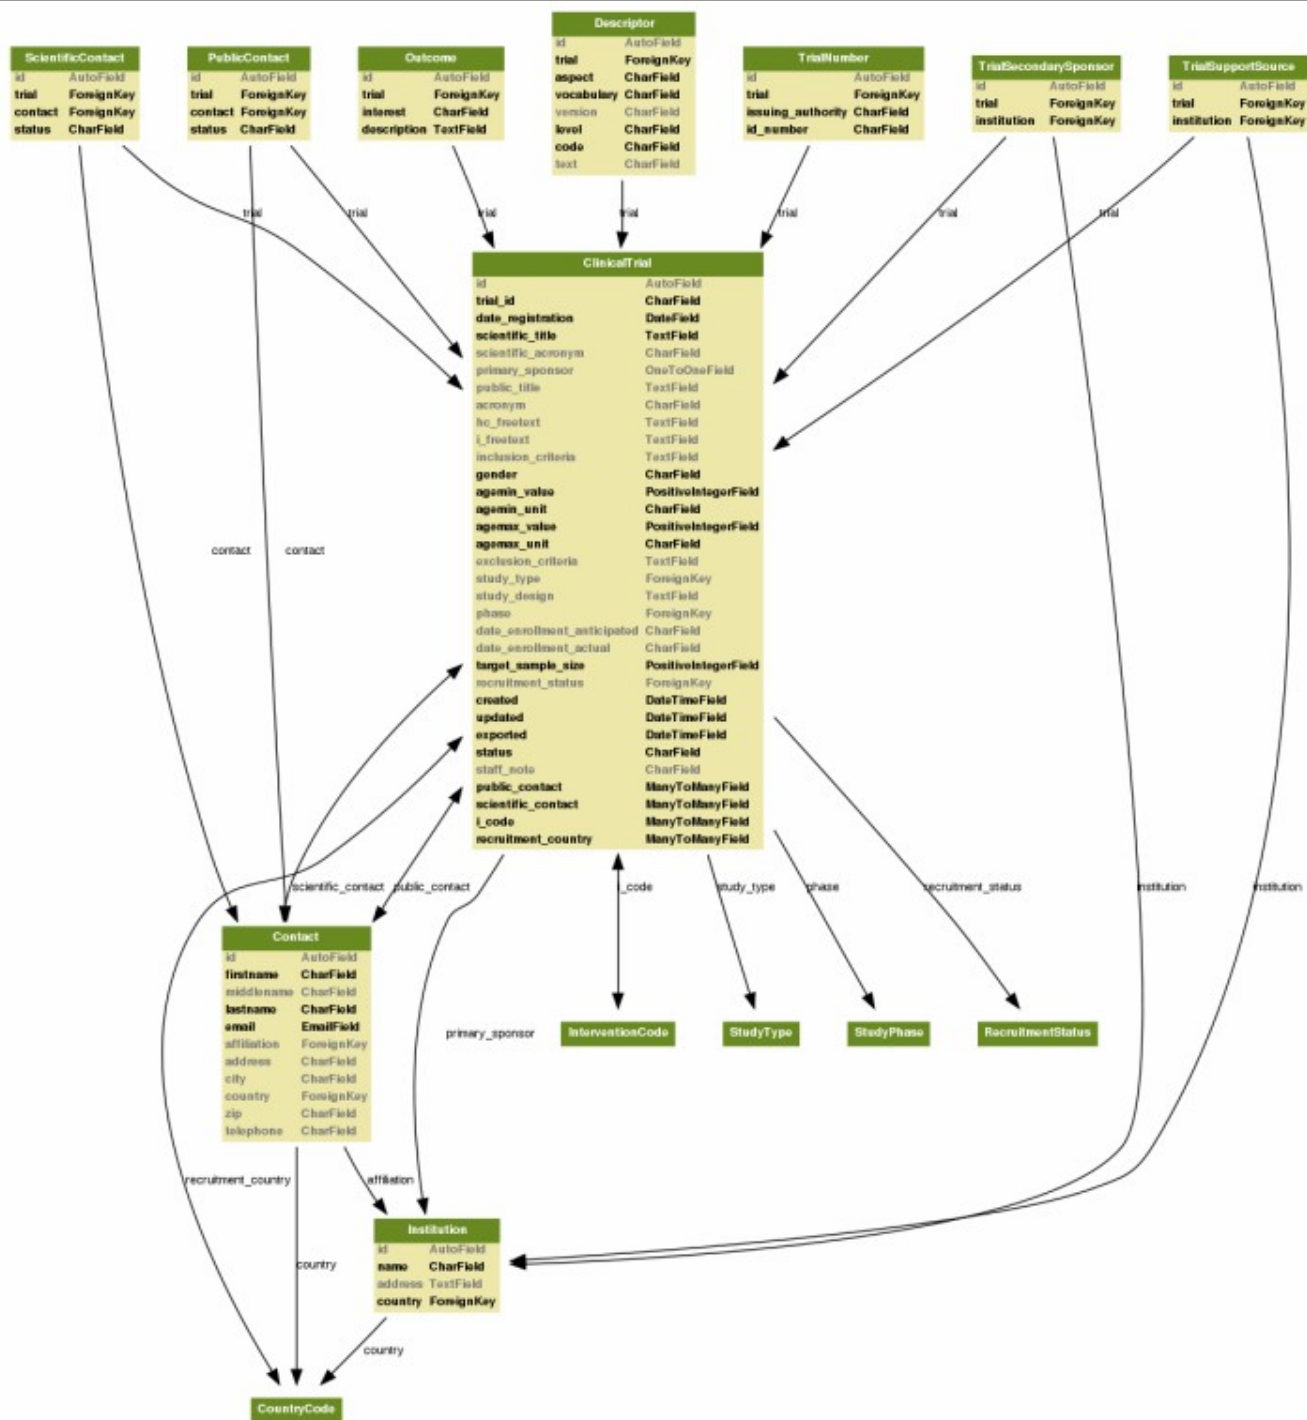 ScientificContact
id AutoField
trial ForeignKey
contact ForeignKey
status CharField
PublicContact
id AutoField
trial ForeignKey
contact ForeignKey
status CharField
Outcome
id AutoField
trial ForeignKey
interest CharField
description TextField
Descriptor
id AutoField
trial ForeignKey
aspect CharField
vocabulary CharField
version CharField
level CharField
code CharField
text CharField
TrialNumber
id AutoField
trial ForeignKey
issuing_authority CharField
id_number CharField
TrialSecondarySponsor
id AutoField
trial ForeignKey
institution ForeignKey
TrialSupportSource
id AutoField
trial ForeignKey
institution ForeignKey
trial
trial
trial
trial
trial
trial
trial
ClinicalTrial
id AutoField
trial_id CharField
date_registration DateField
scientific_title TextField
scientific_acronym CharField
primary_sponsor OneToOneField
public_title TextField
acronym CharField
hc_freetext TextField
i_freetext TextField
inclusion_criteria TextField
gender CharField
agemin_value PositiveIntegerField
agemin_unit CharField
agemax_value PositiveIntegerField
agemax_unit CharField
exclusion_criteria TextField
study_type ForeignKey
study_design TextField
phase ForeignKey
date_enrollment_anticipated CharField
date_enrollment_actual CharField
target_sample_size PositiveIntegerField
recruitment_status ForeignKey
created DateTimeField
updated DateTimeField
exported DateTimeField
status CharField
staff_note CharField
public_contact ManyToManyField
scientific_contact ManyToManyField
i_code ManyToManyField
recruitment_country ManyToManyField
contact
contact
scientific_contact
public_contact
i_code
study_type
phase
recruitment_status
institution
institution
Contact
id AutoField
firstname CharField
middlename CharField
lastname CharField
email EmailField
affiliation ForeignKey
address CharField
city CharField
country ForeignKey
zip CharField
telephone CharField
primary_sponsor
InterventionCode
StudyType
StudyPhase
RecruitmentStatus
recruitment_country
affiliation
Institution
id AutoField
name CharField
address TextField
country ForeignKey
country
country
CountryCode